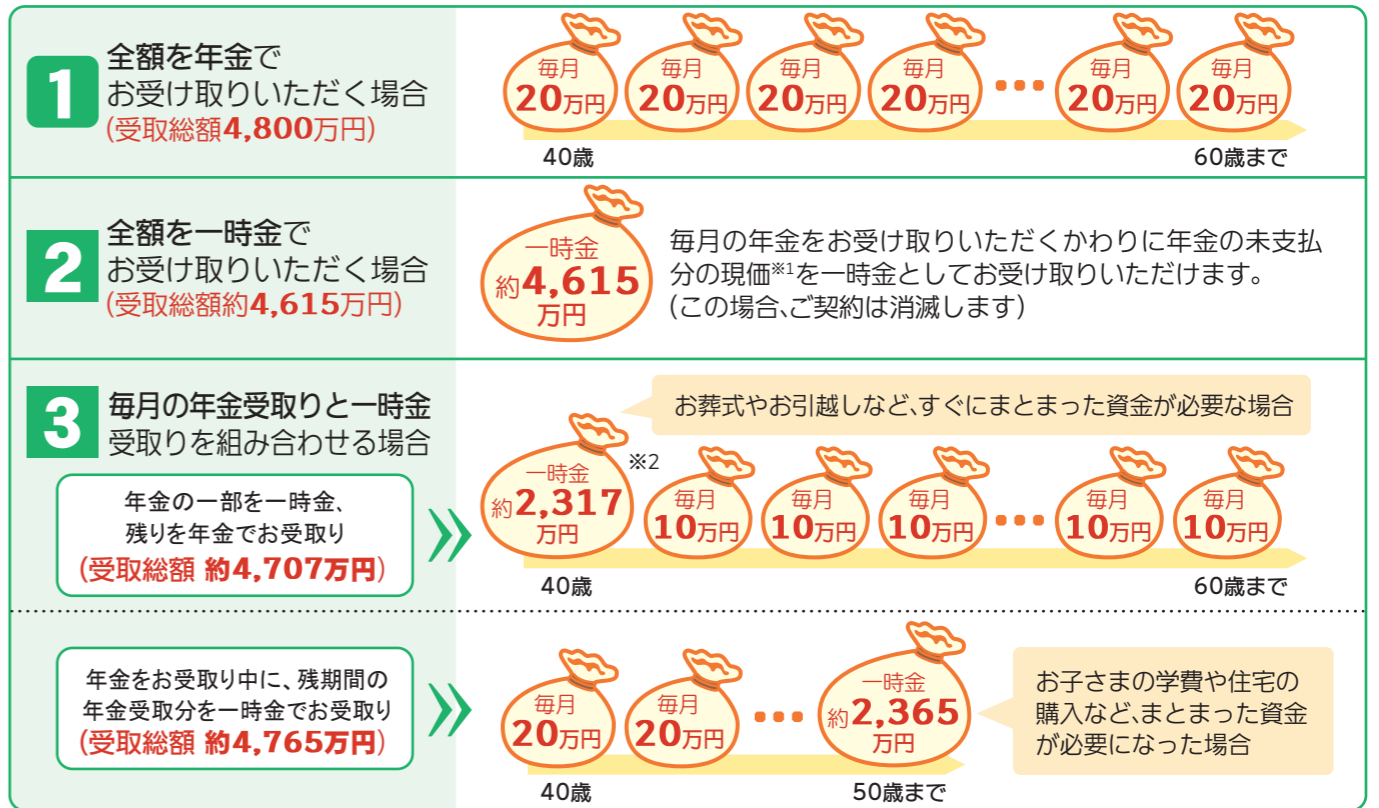 1
全額を年金で
お受け取りいただく場合
(受取総額4,800万円)
毎月
20万円
毎月
20万円
毎月
20万円
毎月
20万円
毎月
20万円
毎月
20万円
40歳
60歳まで
2
全額を一時金で
お受け取りいただく場合
(受取総額約4,615万円)
一時金
約4,615
万円
毎月の年金をお受け取りいただくかわりに年金の未支払
分の現価※1を一時金としてお受け取りいただけます。
(この場合、ご契約は消滅します)
3
毎月の年金受取りと一時金
受取りを組み合わせる場合
お葬式やお引越しなど、すぐにまとまった資金が必要な場合
年金の一部を一時金、
残りを年金でお受取り
(受取総額 約4,707万円)
一時金
約2,317
万円
※2
毎月
10万円
毎月
10万円
毎月
10万円
毎月
10万円
毎月
10万円
40歳
60歳まで
年金をお受取り中に、残期間の
年金受取分を一時金でお受取り
(受取総額 約4,765万円)
毎月
20万円
毎月
20万円
一時金
約2,365
万円
40歳
50歳まで
お子さまの学費や住宅の
購入など、まとまった資金
が必要になった場合